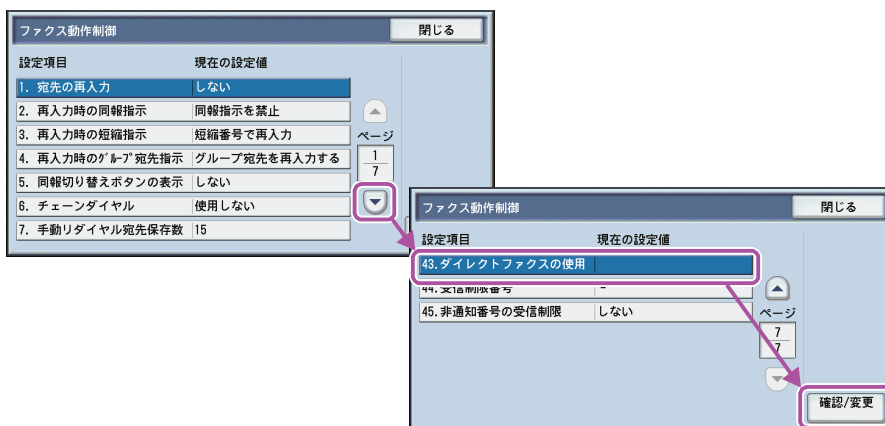 ファクス動作制御 閉じる
設定項目 現在の設定値
1. 宛先の再入力 しない
2. 再入力時の同報指示 同報指示を禁止
3. 再入力時の短縮指示 短縮番号で再入力
ページ
4. 再入力時のグループ宛先指示 グループ宛先を再入力する
1
7
5. 同報切り替えボタンの表示 しない
6. チェーンダイヤル 使用しない
7. 手動リダイヤル宛先保存数 15
ファクス動作制御 閉じる
設定項目 現在の設定値
43.ダイレクトファクスの使用
44.受信制限番号 -
45.非通知番号の受信制限 しない
ページ
7
7
確認/変更